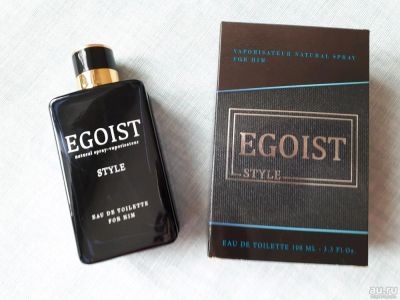 EGOIST
natural spray-vaporisateur
STYLE
EAU DE TOILETTE
FOR HIM
VAPORISATEUR NATURAL SPRAY
FOR HIM
EGOIST
STYLE
EAU DE TOILETTE 100 ML - 3.3 Fl Oz.
au.ru